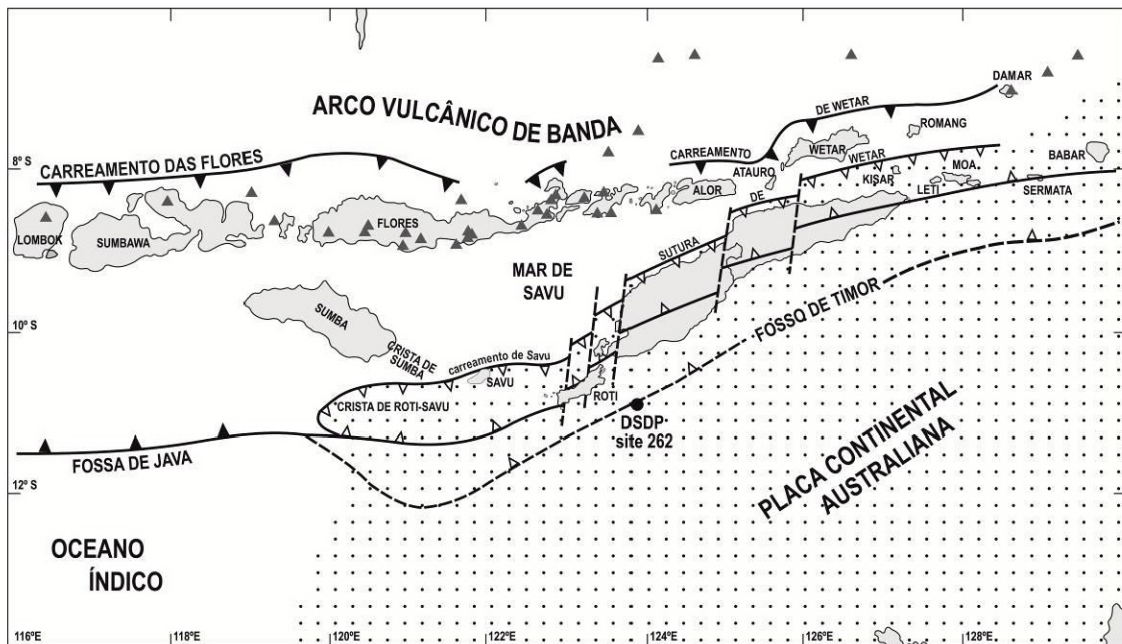 DAMAR
ARCO VULCÂNICO DE BANDA
DE WETAR
ROMANG
8° S
CARREAMENTO DAS FLORES
CARREAMENTO
WETAR
WETAR
BABAR
ATAURO
MOA
KISAR
LETI
SERMATA
ALOR
DE
LOMBOK
SUMBAWA
FLORES
SUTURA
MAR DE
SAVU
FOSSO DE TIMOR
10° S
SUMBA
CRISTA DE
SUMBA
carreamento de Savu
SAVU
CRISTA DE ROTI-SAVU
ROTI
DSDP
site 262
FOSSA DE JAVA
PLACA CONTINENTAL
AUSTRALIANA
12° S
OCEANO
ÍNDICO
116°E
118°E
120°E
122°E
124°E
126°E
128°E